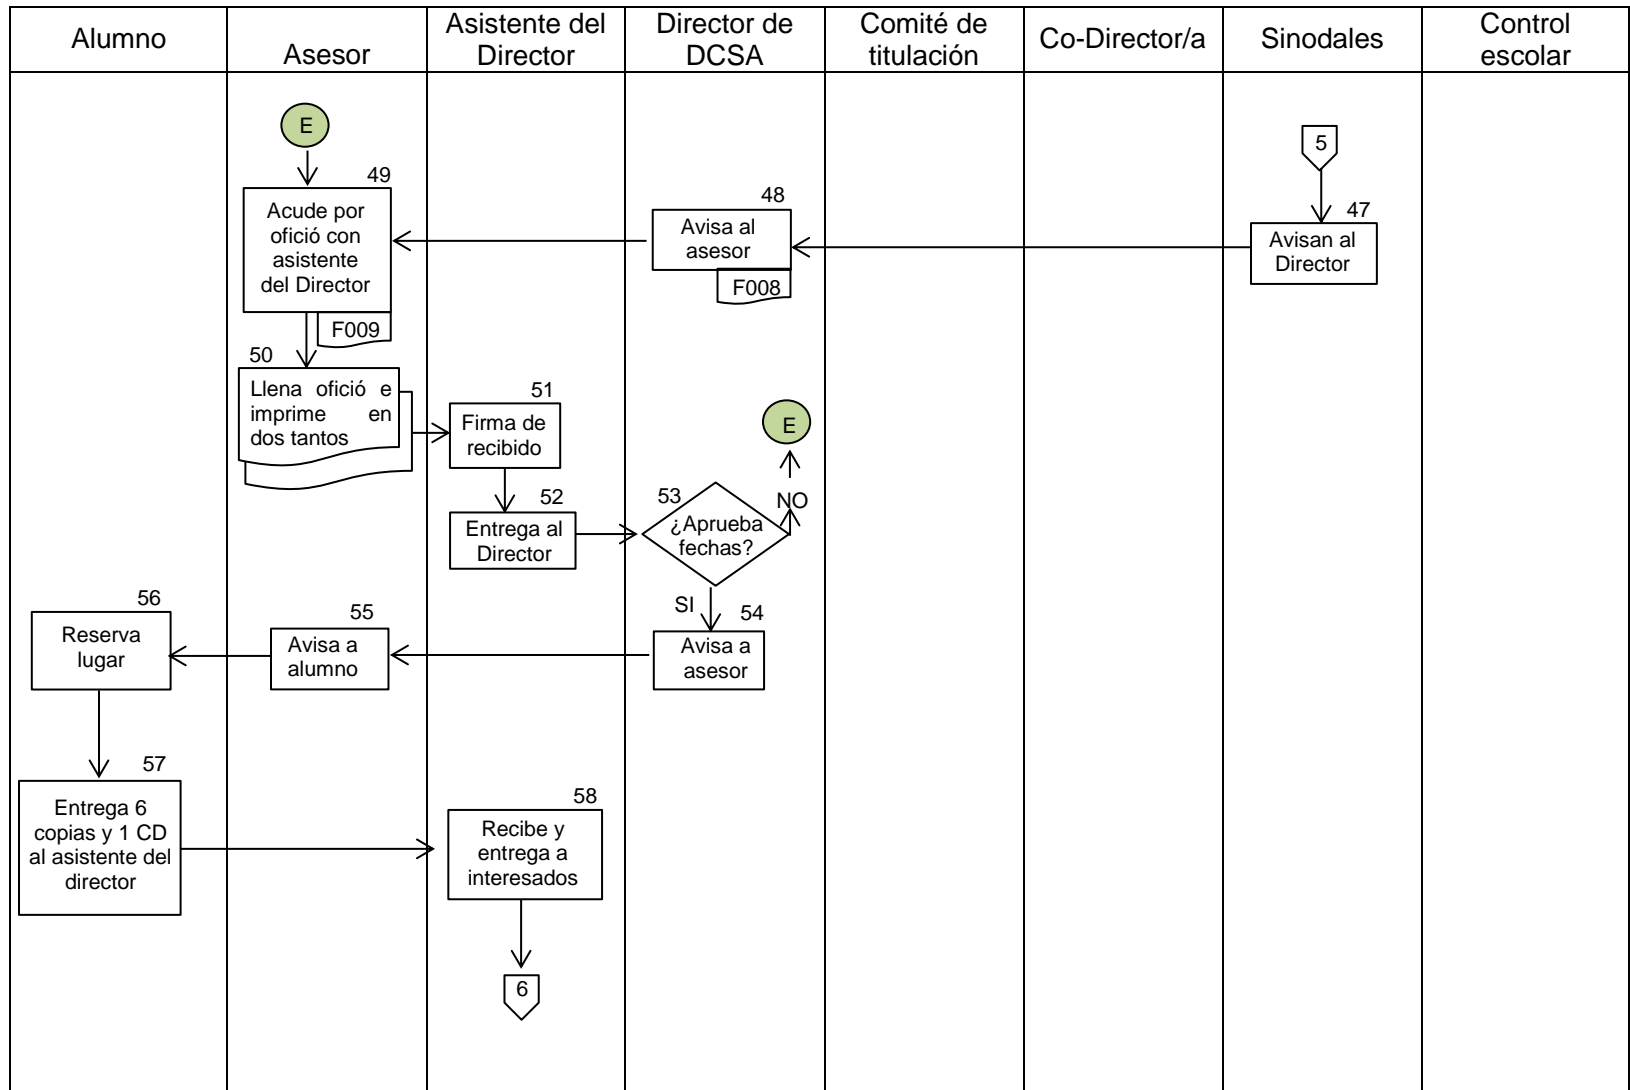 Alumno
Asesor
Asistente del
Director
Director de
DCSA
Comité de
titulación
Co-Director/a
Sinodales
Control
escolar
E
5
49
Acude por
ofició con
asistente
del Director
F009
48
Avisa al
asesor
F008
47
Avisan al
Director
50
Llena ofició e
imprime en
dos tantos
51
Firma de
recibido
E
NO
52
Entrega al
Director
53
¿Aprueba
fechas?
SI
54
Avisa a
asesor
55
Avisa a
alumno
56
Reserva
lugar
57
Entrega 6
copias y 1 CD
al asistente del
director
58
Recibe y
entrega a
interesados
6